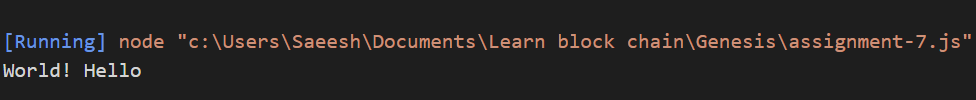 [Running] node "c:\Users\Saeesh\Documents\Learn block chain\Genesis\assignment-7.js"
World! Hello